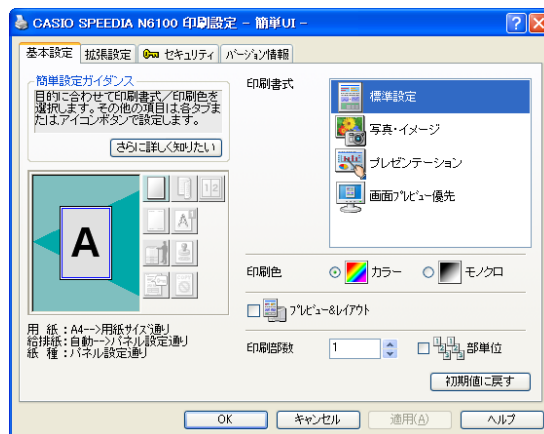 CASIO SPEEDIA N6100 印刷設定 - 簡単UI -
基本設定 拡張設定 セキュリティ バージョン情報
簡単設定ガイダンス
目的に合わせて印刷書式/印刷色を
選択します。その他の項目は各タブま
たはアイコンボタンで設定します。
さらに詳しく知りたい
A
用 紙 : A4-->用紙サイズ通り
給排紙 : 自動-->パネル設定通り
紙 種 : パネル設定通り
印刷書式
標準設定
写真・イメージ
プレゼンテーション
画面プレビュー優先
印刷色 カラー モノクロ
プレビュー&レイアウト
印刷部数 1 部単位
初期値に戻す
OK キャンセル 適用(A) ヘルプ